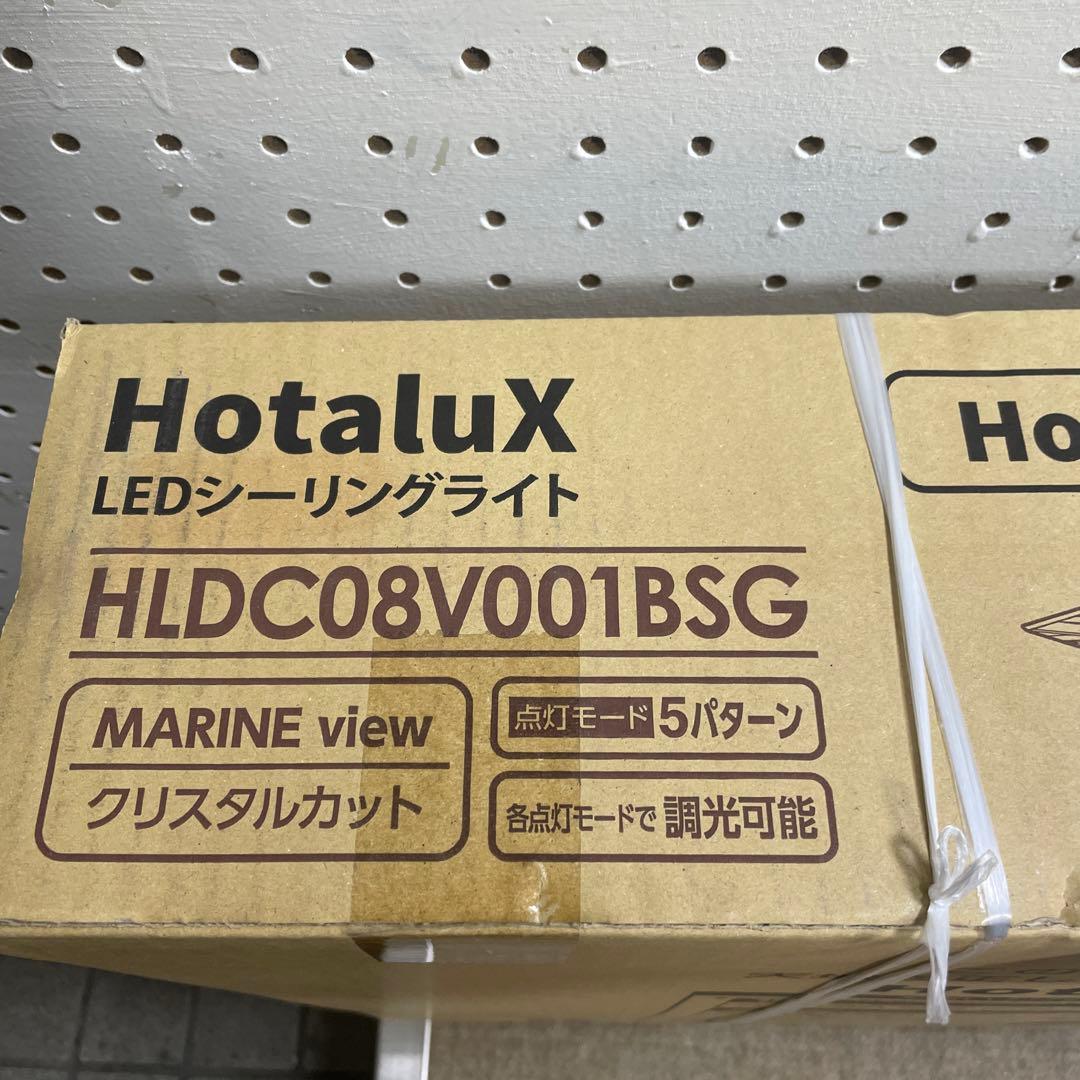 HotaluX
LEDシーリングライト
HLDC08V001BSG
MARINE view
クリスタルカット
点灯モード 5パターン
各点灯モードで 調光可能
Ho